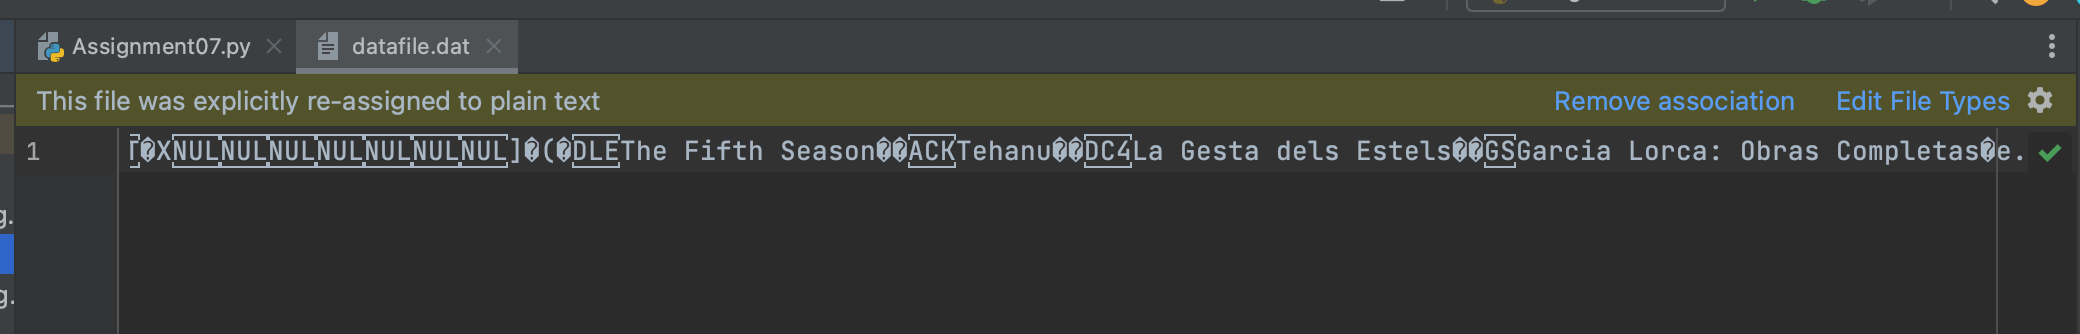 Assignment07.py datafile.dat
This file was explicitly re-assigned to plain text Remove association Edit File Types
1 �XNULNULNULNULNULNULNUL]�(�DLEThe Fifth Season��ACKTehanu��DC4La Gesta dels Estels��GSGarcia Lorca: Obras Completas�e.
g.
g.